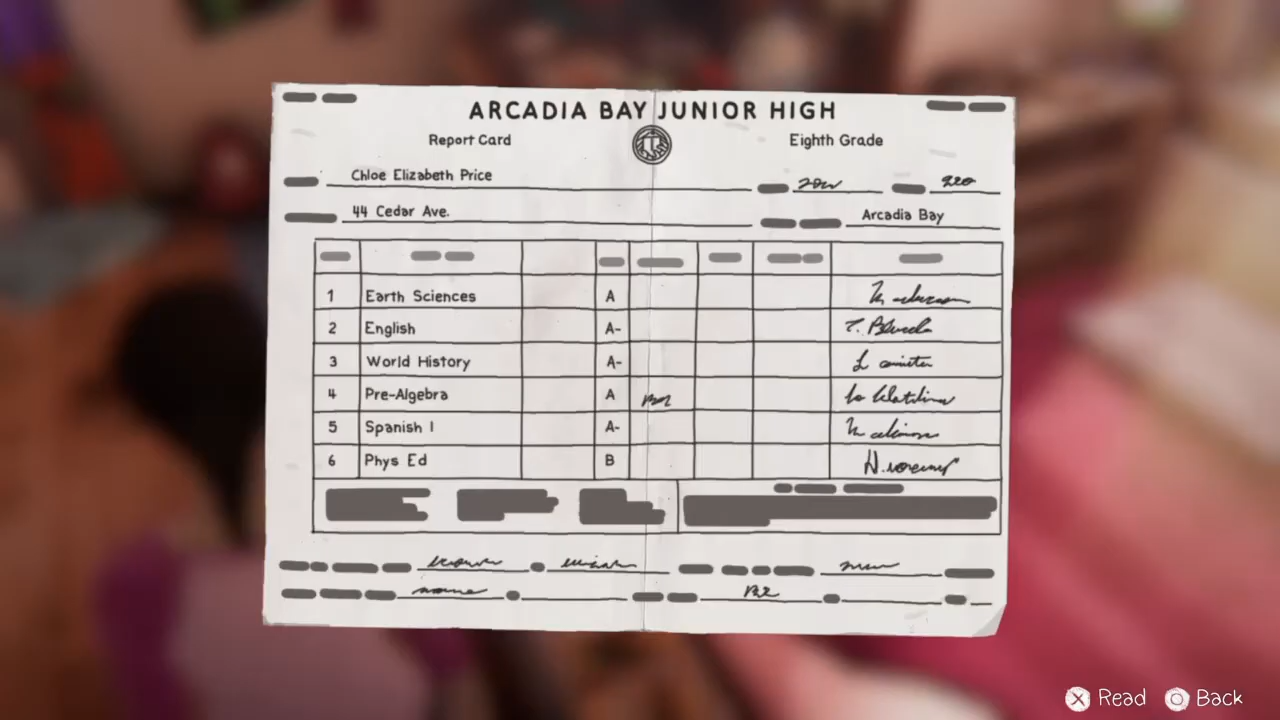 ARCADIA BAY JUNIOR HIGH
Report Card Eighth Grade
Chloe Elizabeth Price
44 Cedar Ave. Arcadia Bay
1 Earth Sciences A
2 English A-
3 World History A-
4 Pre-Algebra A
5 Spanish I A-
6 Phys Ed B
Read Back